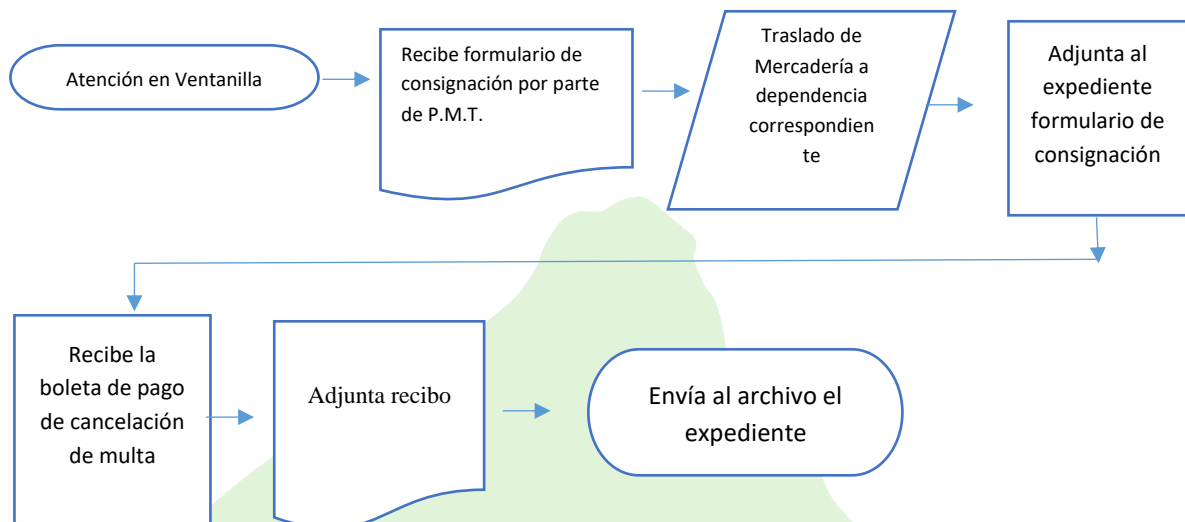 Atención en Ventanilla
Recibe formulario de
consignación por parte
de P.M.T.
Traslado de
Mercadería a
dependencia
correspondien
te
Adjunta al
expediente
formulario de
consignación
Recibe la
boleta de pago
de cancelación
de multa
Adjunta recibo
Envía al archivo el
expediente